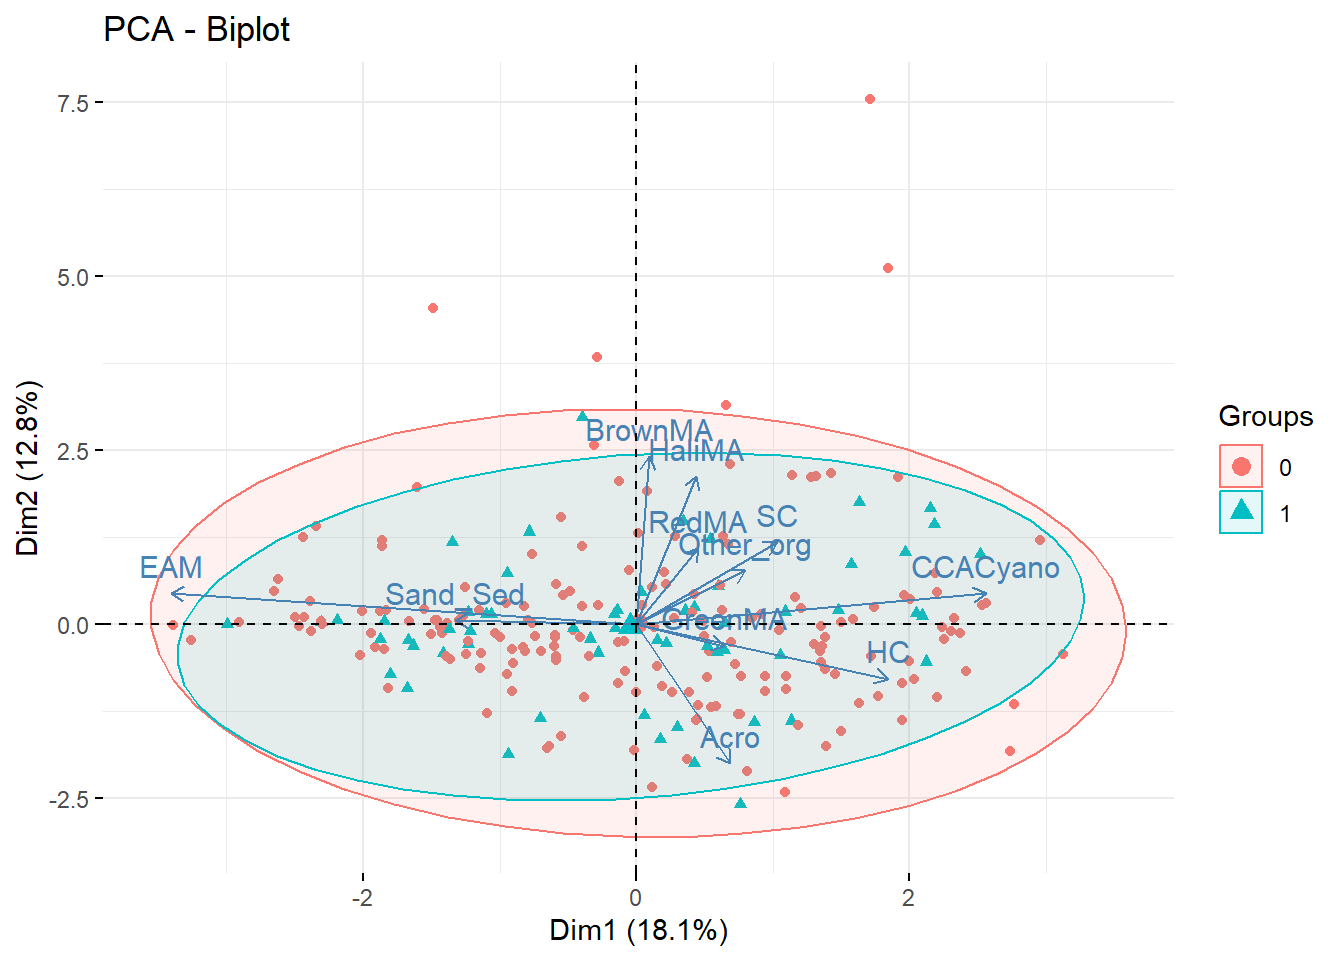 PCA - Biplot
7.5
5.0
2.5
0.0
-2.5
Dim2 (12.8%)
BrownMA
HaliMA
RedMA
SC
Other_org
EAM
CCACyano
Sand_Sed
GreenMA
HC
Acro
-2
0
2
Dim1 (18.1%)
Groups
0
1